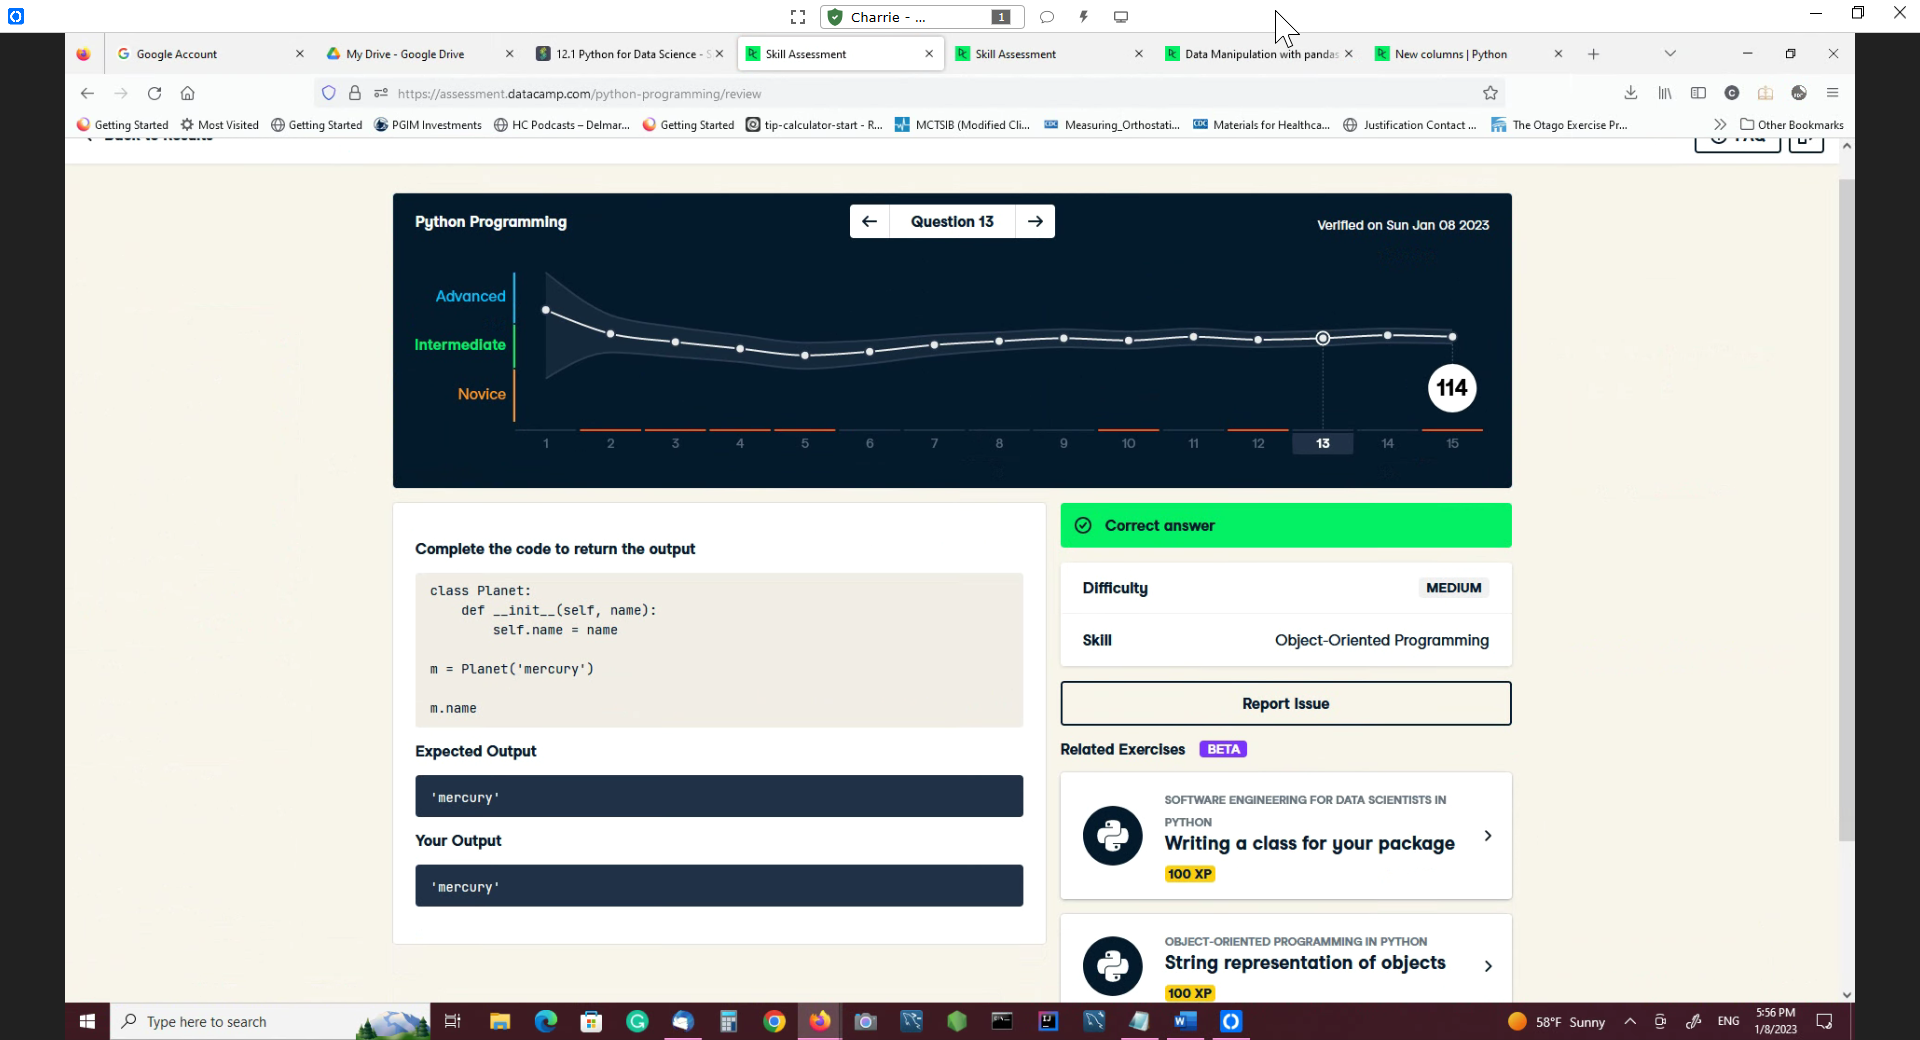 Charrie - ...
1
Google Account
My Drive - Google Drive
12.1 Python for Data Science - S
Skill Assessment
Skill Assessment
Data Manipulation with pandas
New columns | Python
https://assessment.datacamp.com/python-programming/review
Getting Started
Most Visited
Getting Started
PGIM Investments
HC Podcasts – Delmar...
Getting Started
tip-calculator-start - R...
MCTSIB (Modified Cli...
Measuring_Orthostati...
Materials for Healthca...
Justification Contact ...
The Otago Exercise Pr...
Other Bookmarks
Back to Results
FAQ
Python Programming
Question 13
Verified on Sun Jan 08 2023
Advanced
Intermediate
Novice
114
1 2 3 4 5 6 7 8 9 10 11 12 13 14 15
Complete the code to return the output
class Planet:
    def __init__(self, name):
        self.name = name
m = Planet('mercury')
m.name
Expected Output
'mercury'
Your Output
'mercury'
Correct answer
Difficulty
MEDIUM
Skill
Object-Oriented Programming
Report Issue
Related Exercises BETA
SOFTWARE ENGINEERING FOR DATA SCIENTISTS IN
PYTHON
Writing a class for your package
100 XP
OBJECT-ORIENTED PROGRAMMING IN PYTHON
String representation of objects
100 XP
Type here to search
58°F Sunny
ENG
5:56 PM
1/8/2023